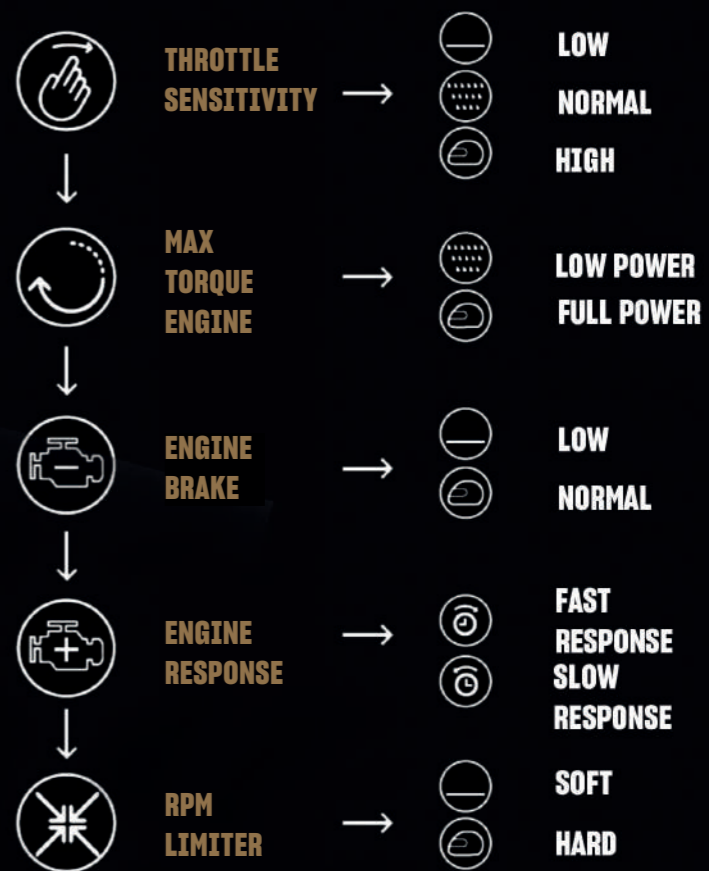 THROTTLE
SENSITIVITY
LOW
NORMAL
HIGH
MAX
TORQUE
ENGINE
LOW POWER
FULL POWER
ENGINE
BRAKE
LOW
NORMAL
ENGINE
RESPONSE
FAST
RESPONSE
SLOW
RESPONSE
RPM
LIMITER
SOFT
HARD